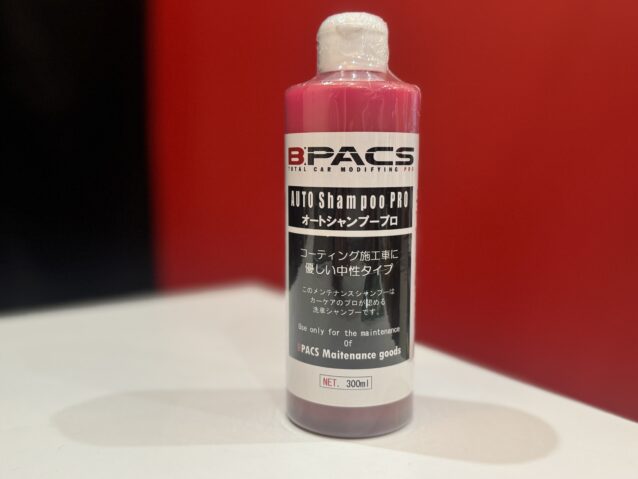 B.PACS
TOTAL CAR MODIFYING PRO
AUTO Shampoo PRO
オートシャンプープロ
コーティング施工車に
優しい中性タイプ
このメンテナンスシャンプーは
カーケアのプロが認める
洗車シャンプーです。
Use only for the maintenance
Of
BPACS Maitenance goods
NET. 300ml